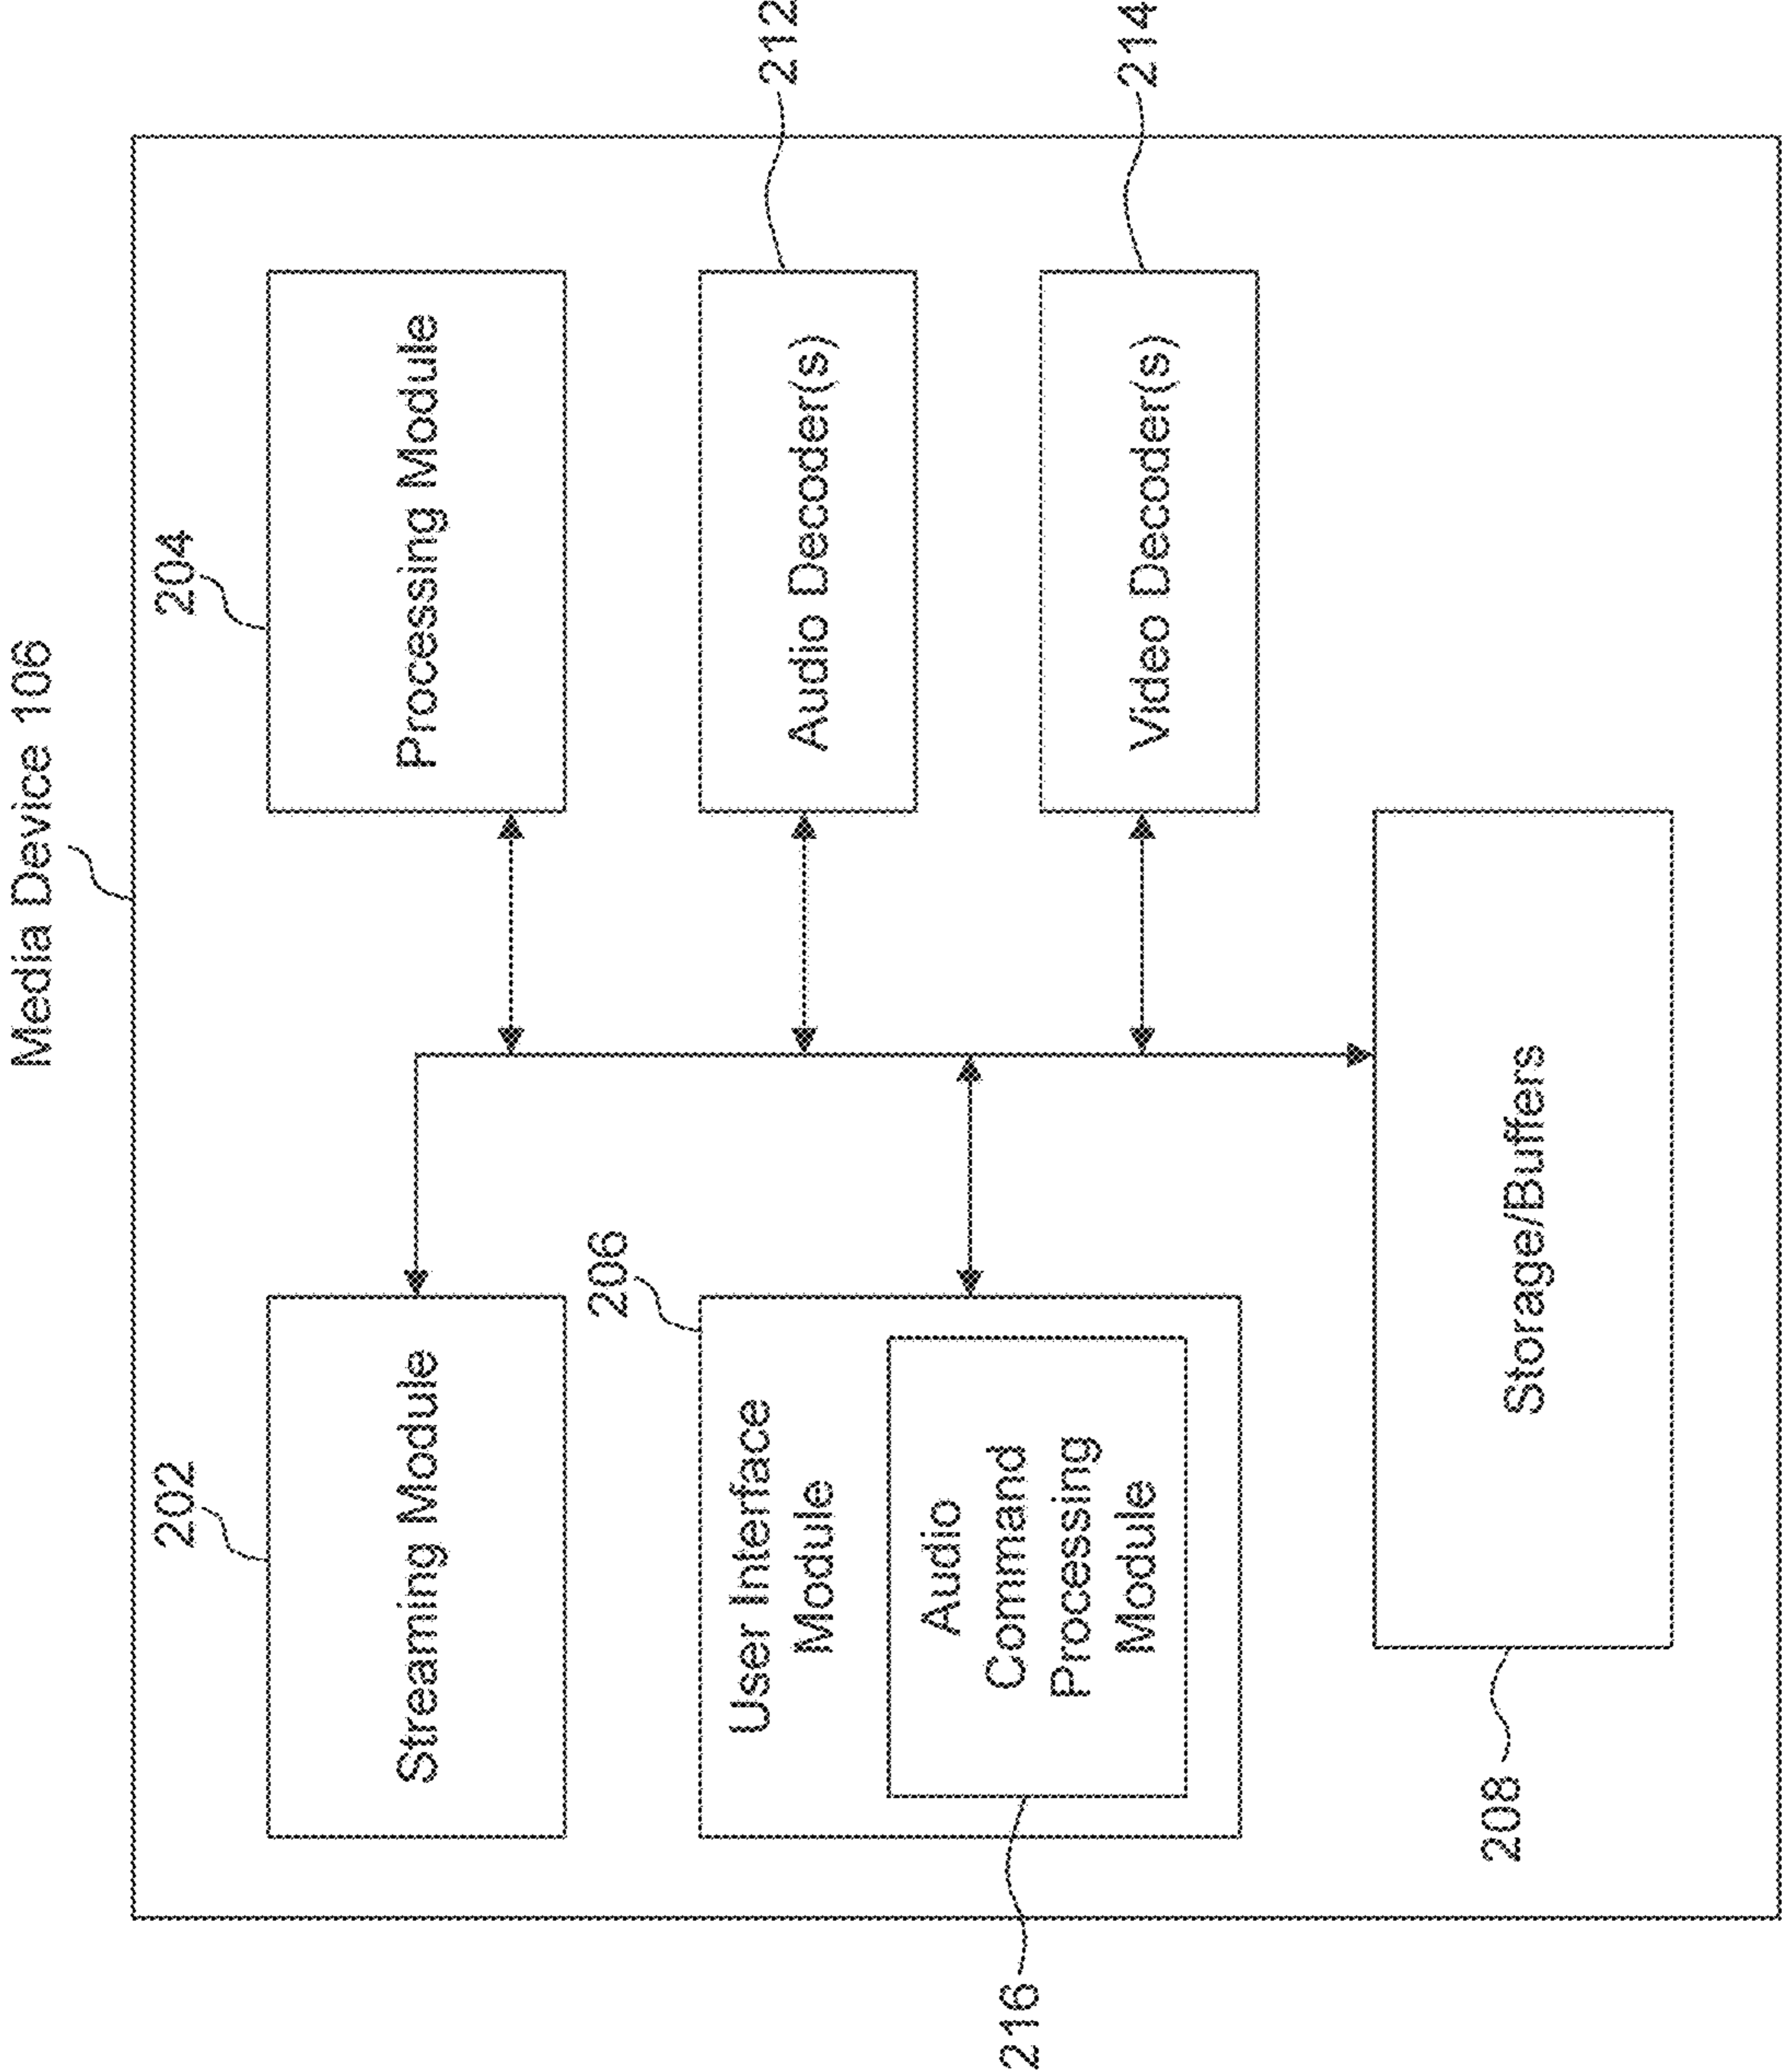 Media Device 106
202
204
Streaming Module
Processing Module
206
212
User Interface
Module
Audio Decoder(s)
216
Audio
Command
Processing
Module
214
Video Decoder(s)
208
Storage/Buffers